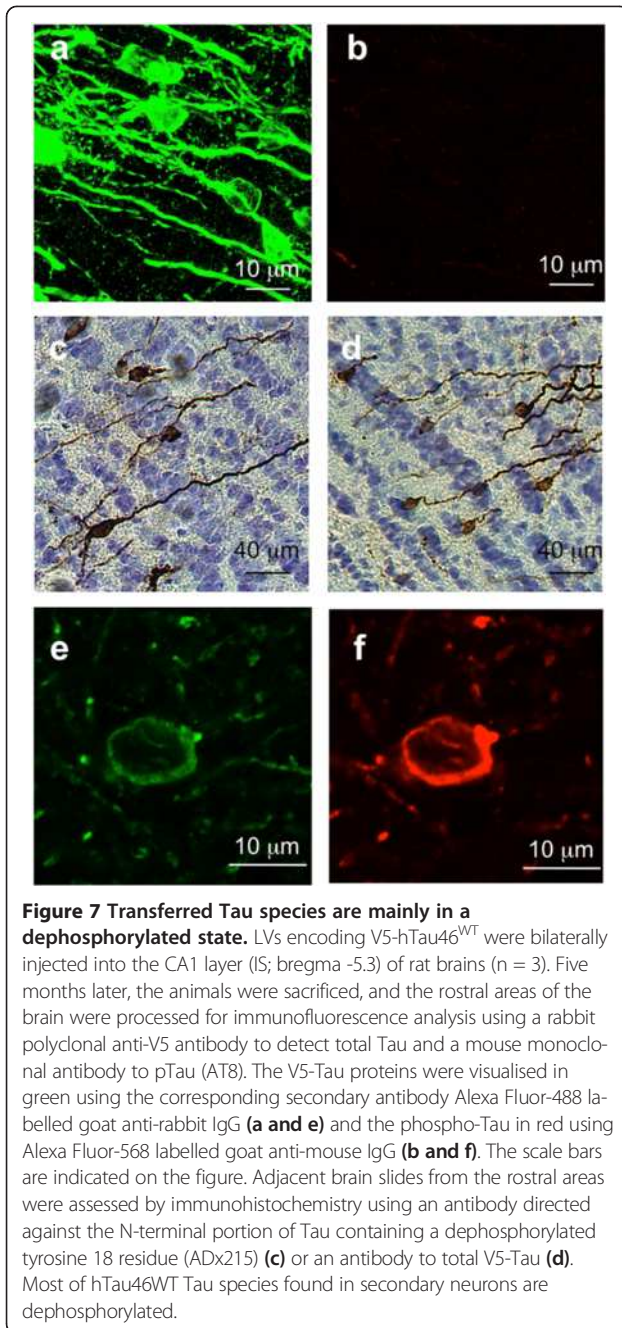 a
b
10 μm
10 μm
c
d
40 μm
40 μm
e
f
10 μm
10 μm
Figure 7 Transferred Tau species are mainly in a
dephosphorylated state. LVs encoding V5-hTau46WT were bilaterally
injected into the CA1 layer (IS; bregma -5.3) of rat brains (n = 3). Five
months later, the animals were sacrificed, and the rostral areas of the
brain were processed for immunofluorescence analysis using a rabbit
polyclonal anti-V5 antibody to detect total Tau and a mouse monoclo-
nal antibody to pTau (AT8). The V5-Tau proteins were visualised in
green using the corresponding secondary antibody Alexa Fluor-488 la-
belled goat anti-rabbit IgG (a and e) and the phospho-Tau in red using
Alexa Fluor-568 labelled goat anti-mouse IgG (b and f). The scale bars
are indicated on the figure. Adjacent brain slides from the rostral areas
were assessed by immunohistochemistry using an antibody directed
against the N-terminal portion of Tau containing a dephosphorylated
tyrosine 18 residue (ADx215) (c) or an antibody to total V5-Tau (d).
Most of hTau46WT Tau species found in secondary neurons are
dephosphorylated.